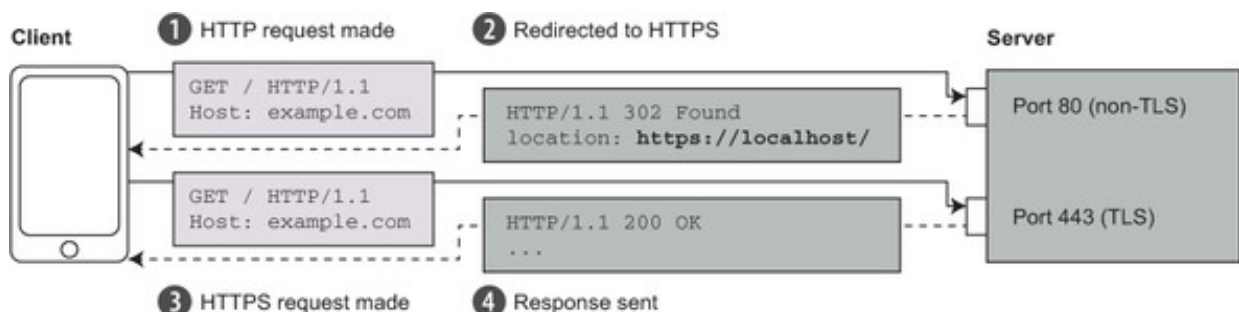 Client
1 HTTP request made
2 Redirected to HTTPS
Server
GET / HTTP/1.1
Host: example.com
HTTP/1.1 302 Found
location: https://localhost/
Port 80 (non-TLS)
GET / HTTP/1.1
Host: example.com
HTTP/1.1 200 OK
...
Port 443 (TLS)
3 HTTPS request made
4 Response sent